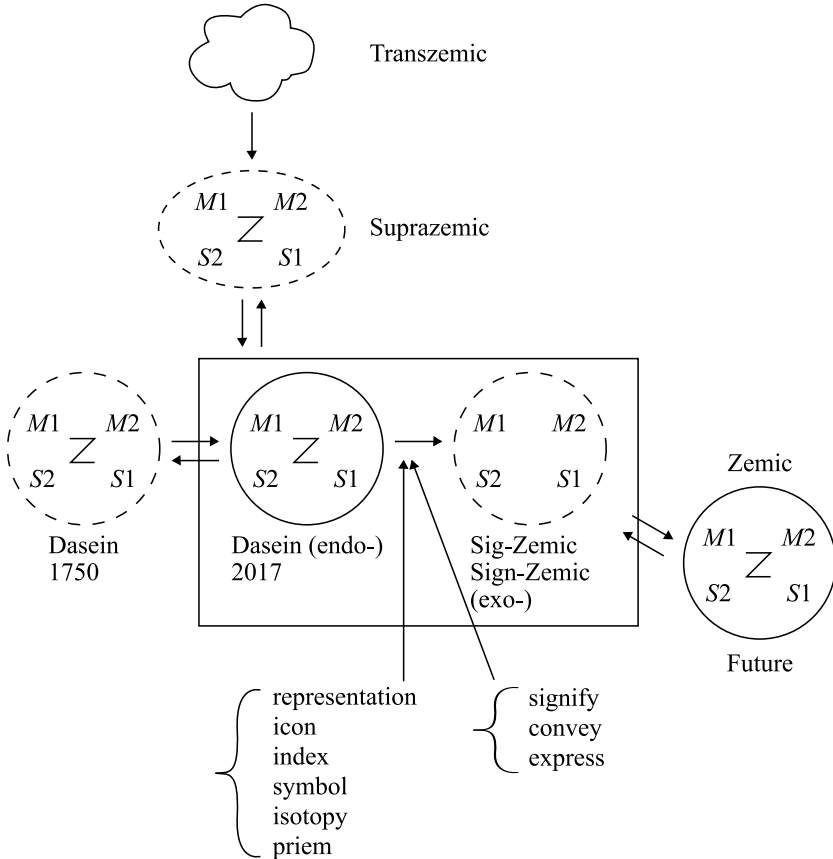 Transzemic
M1 M2
Z
S2 S1
Suprazemic
M1 M2
Z
S2 S1
Dasein
1750
M1 M2
Z
S2 S1
Dasein (endo-)
2017
M1 M2
S2 S1
Sig-Zemic
Sign-Zemic
(exo-)
Zemic
M1 M2
Z
S2 S1
Future
representation
icon
index
symbol
isotopy
priem
signify
convey
express